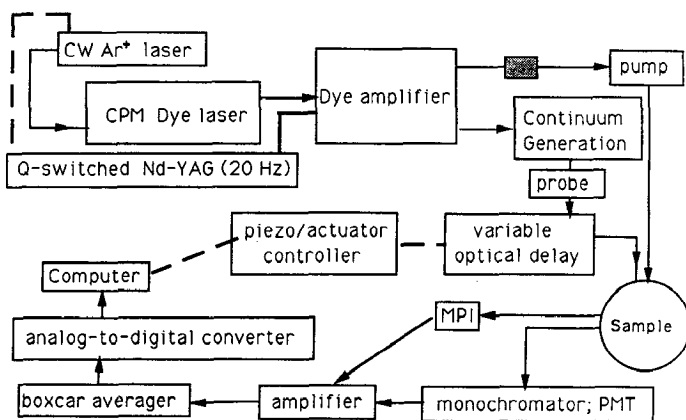 CW Ar⁺ laser
CPM Dye laser
Q-switched Nd-YAG (20 Hz)
Dye amplifier
pump
Continuum
Generation
probe
piezo/actuator
controller
variable
optical delay
Computer
MPI
Sample
analog-to-digital converter
boxcar averager
amplifier
monochromator; PMT